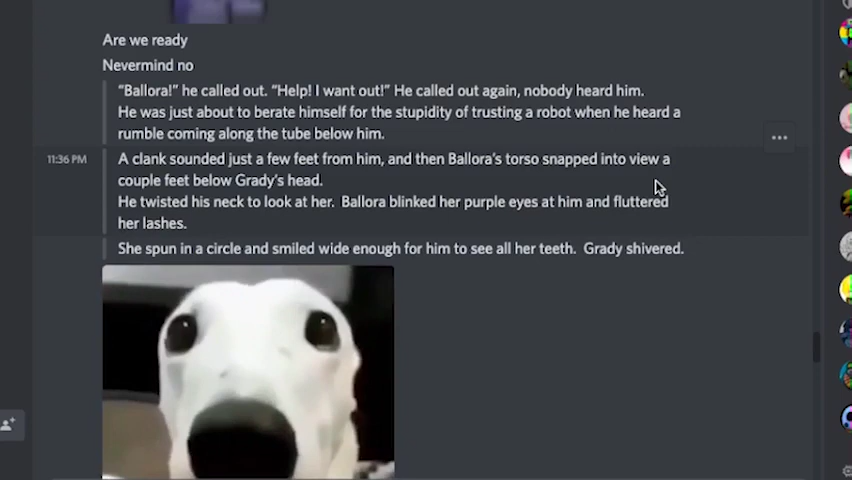 Are we ready
Nevermind no
“Ballora!” he called out. “Help! I want out!” He called out again, nobody heard him.
He was just about to berate himself for the stupidity of trusting a robot when he heard a
rumble coming along the tube below him.
11:36 PM
A clank sounded just a few feet from him, and then Ballora’s torso snapped into view a
couple feet below Grady’s head.
He twisted his neck to look at her.  Ballora blinked her purple eyes at him and fluttered
her lashes.
She spun in a circle and smiled wide enough for him to see all her teeth.  Grady shivered.